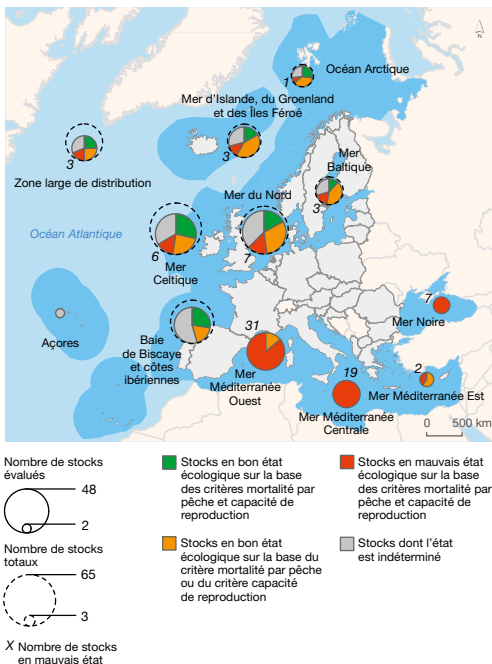 N
Océan Arctique
1
Mer d'Islande, du Groenland
et des Îles Féroé
3
3
Zone large de distribution
Mer
Baltique
3
Mer du Nord
7
Océan Atlantique
6
Mer
Celtique
Açores
Baie
de Biscaye
et côtes
ibériennes
31
Mer
Méditerranée
Ouest
7
Mer Noire
19
Mer Méditerranée
Centrale
2
Mer Méditerranée Est
0 500 km
Nombre de stocks
évalués
48
2
Nombre de stocks
totaux
65
3
X Nombre de stocks
en mauvais état
Stocks en bon état
écologique sur la base
des critères mortalité par
pêche et capacité de
reproduction
Stocks en bon état
écologique sur la base du
critère mortalité par pêche
ou du critère capacité
de reproduction
Stocks en mauvais état
écologique sur la base
des critères mortalité par
pêche et capacité de
reproduction
Stocks dont l'état
est indéterminé